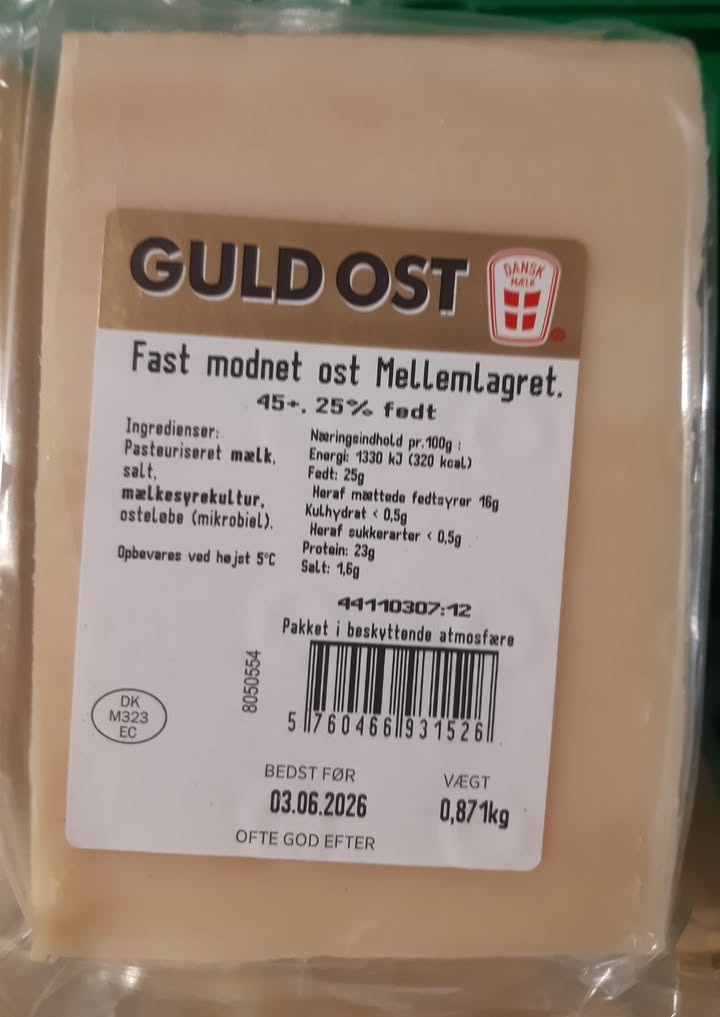 GULD OST
DANSK
MÆLK
Fast modnet ost Mellemlagret.
45+. 25% fedt
Ingredienser:
Pasteuriseret mælk,
salt,
mælkesyrekultur,
osteløbe (mikrobiel).
Opbevares ved højst 5°C
Næringsindhold pr.100g :
Energi: 1330 kJ (320 kcal)
Fedt: 25g
Heraf mættede fedtsyrer 16g
Kulhydrat < 0,5g
Heraf sukkerarter < 0,5g
Protein: 23g
Salt: 1,6g
44110307:12
Pakket i beskyttende atmosfære
8050554
5 760466 931526
DK
M323
EC
BEDST FØR
03.06.2026
OFTE GOD EFTER
VÆGT
0,871kg